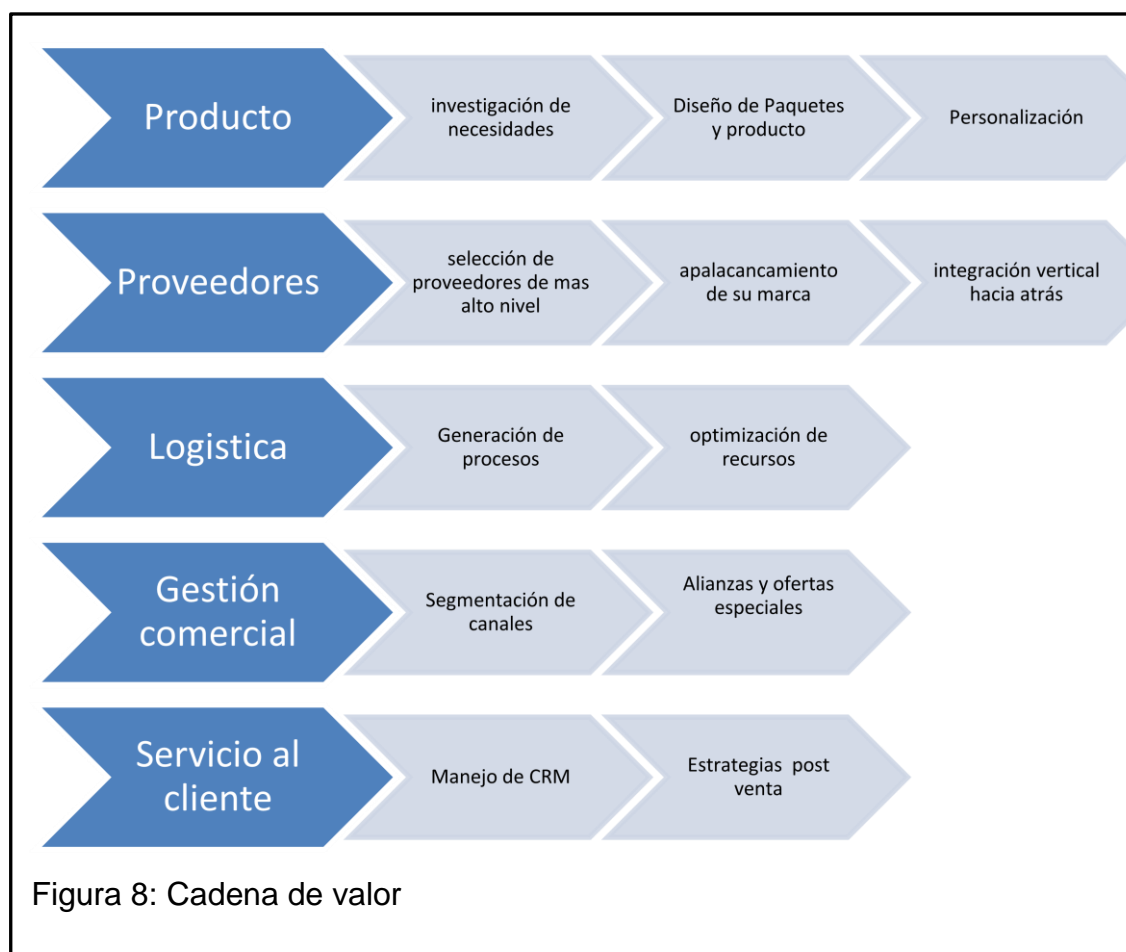 Producto
investigación de
necesidades
Diseño de Paquetes
y producto
Personalización
Proveedores
selección de
proveedores de mas
alto nivel
apalacancamiento
de su marca
integración vertical
hacia atrás
Logistica
Generación de
procesos
optimización de
recursos
Gestión
comercial
Segmentación de
canales
Alianzas y ofertas
especiales
Servicio al
cliente
Manejo de CRM
Estrategias post
venta
Figura 8: Cadena de valor